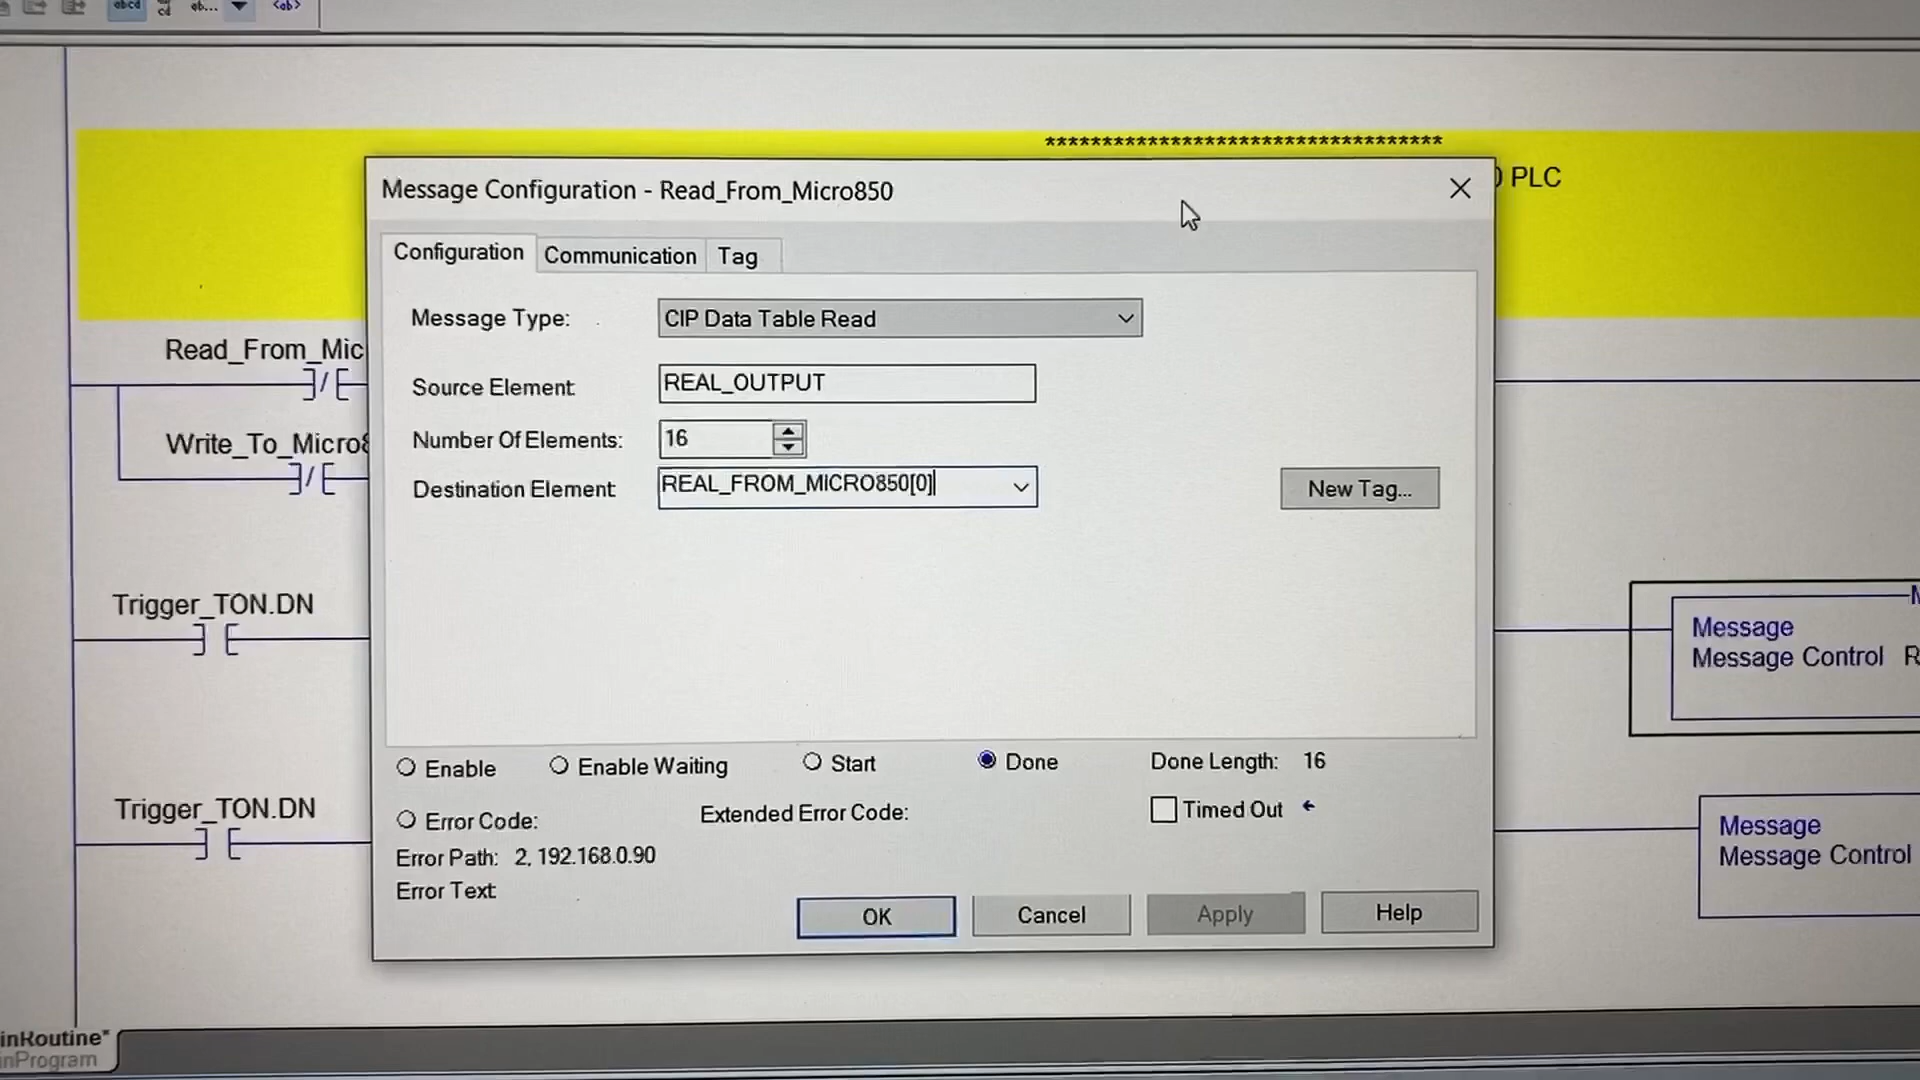 abcd
cd
ab...
<ab>
**********************************
PLC
Message Configuration - Read_From_Micro850
Configuration
Communication
Tag
Message Type:
CIP Data Table Read
Source Element:
REAL_OUTPUT
Number Of Elements:
16
Destination Element
REAL_FROM_MICRO850[0]
New Tag...
Read_From_Mic
Write_To_Micro8
Trigger_TON.DN
Message
Message Control R
Enable
Enable Waiting
Start
Done
Done Length: 16
Error Code:
Extended Error Code:
Timed Out
Error Path: 2, 192.168.0.90
Error Text
OK
Cancel
Apply
Help
Trigger_TON.DN
Message
Message Control
inRoutine*
inProgram